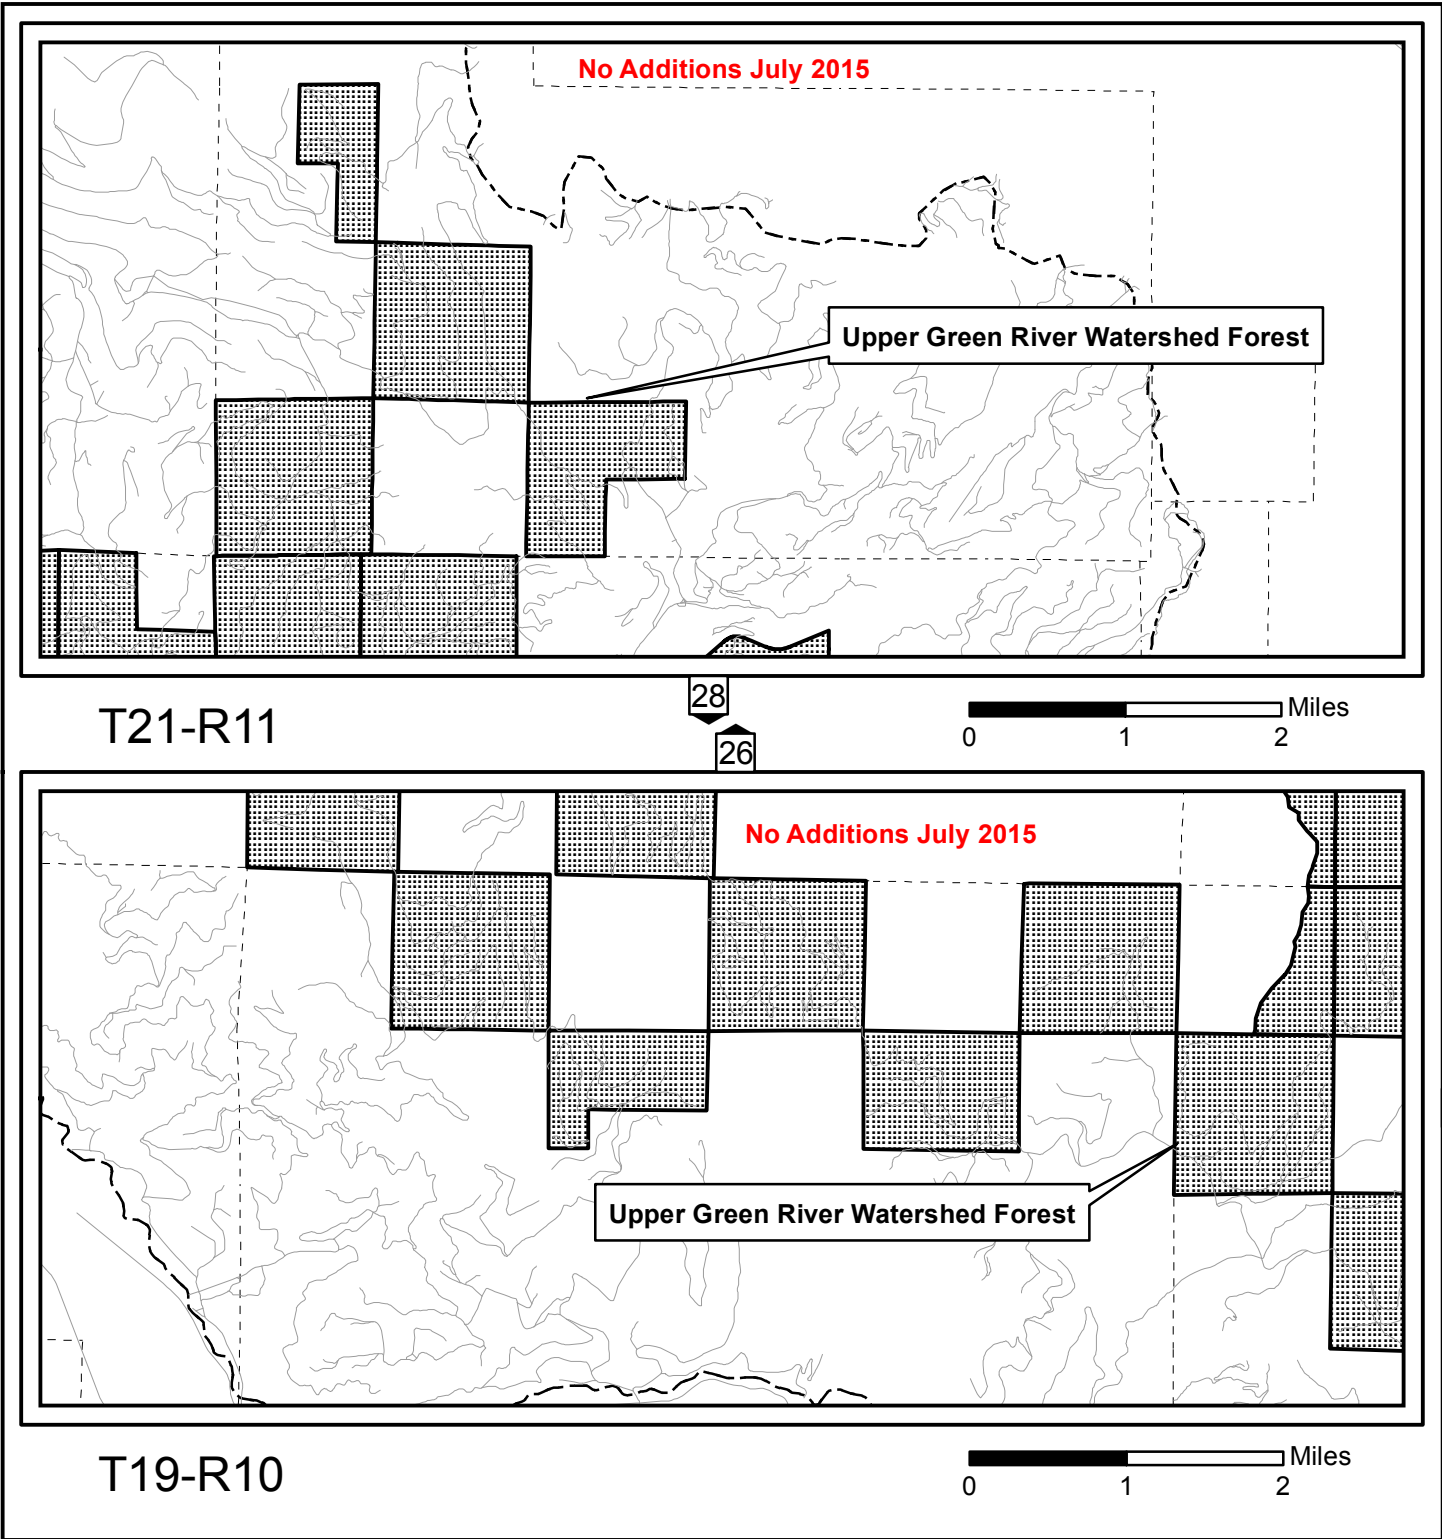 No Additions July 2015
Upper Green River Watershed Forest
T21-R11
28
26
Miles
0 1 2
No Additions July 2015
Upper Green River Watershed Forest
T19-R10
Miles
0 1 2